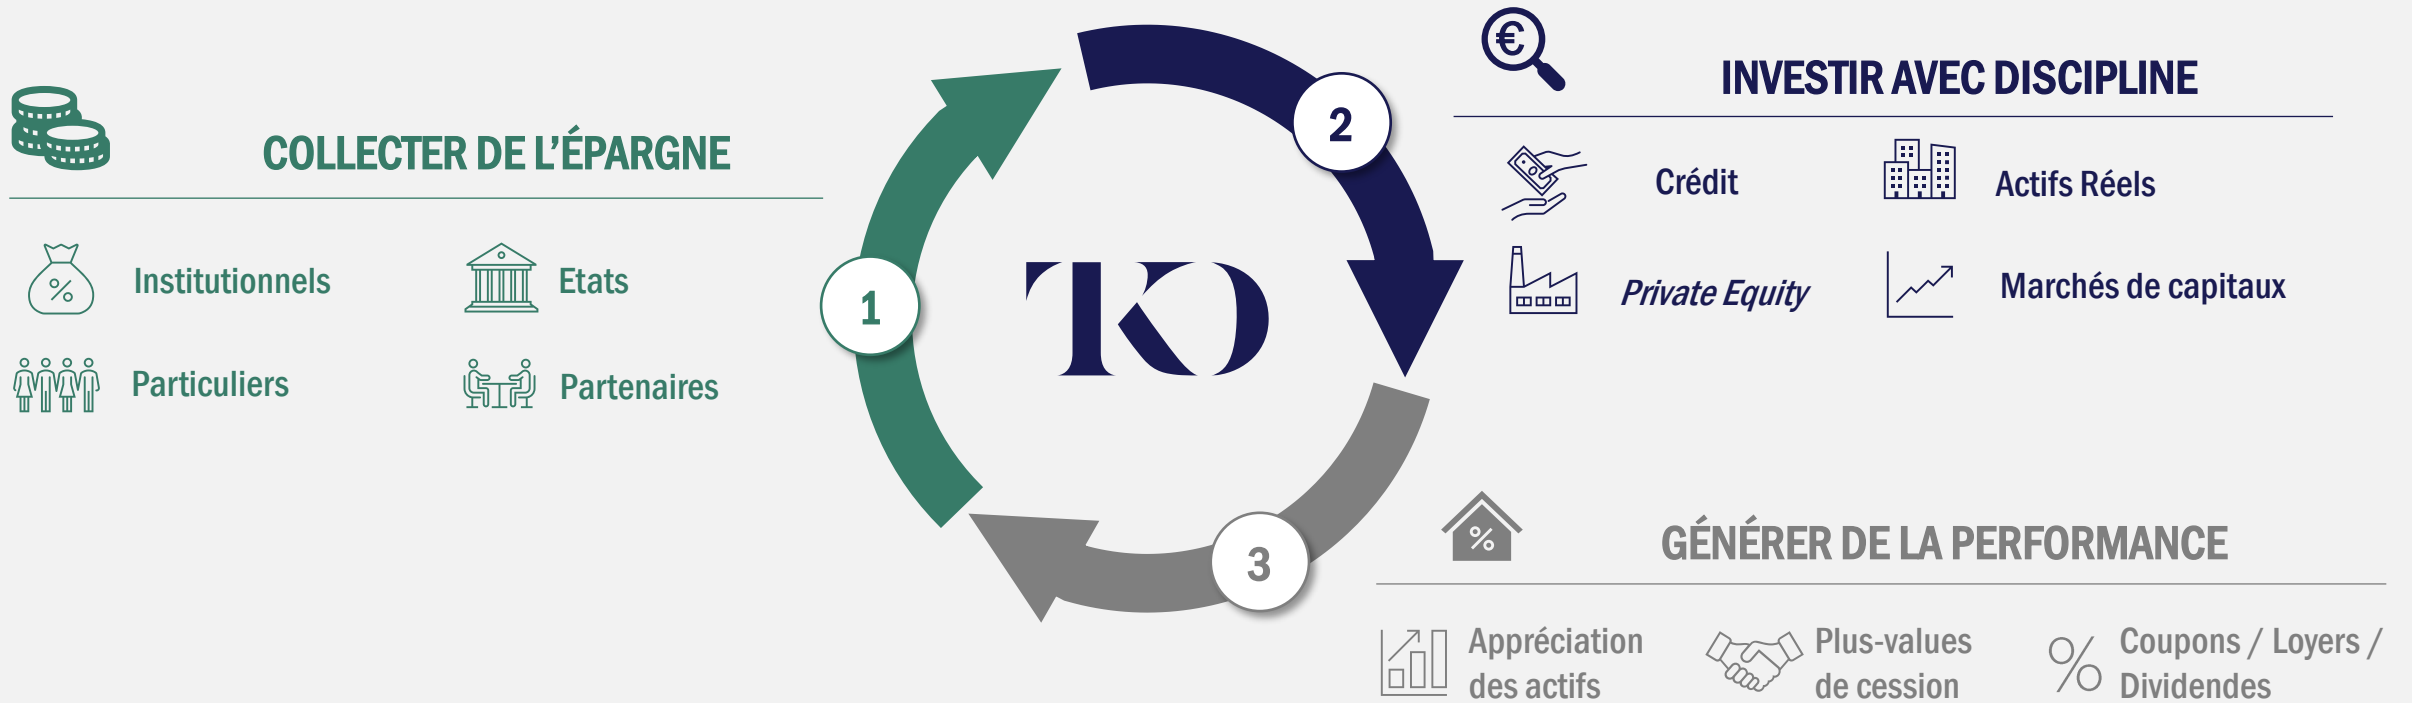 COLLECTER DE L’ÉPARGNE
Institutionnels
Etats
Particuliers
Partenaires
1
TKO
2
INVESTIR AVEC DISCIPLINE
€
Crédit
Actifs Réels
Private Equity
Marchés de capitaux
3
GÉNÉRER DE LA PERFORMANCE
%
Appréciation
des actifs
Plus-values
de cession
%
Coupons / Loyers /
Dividendes